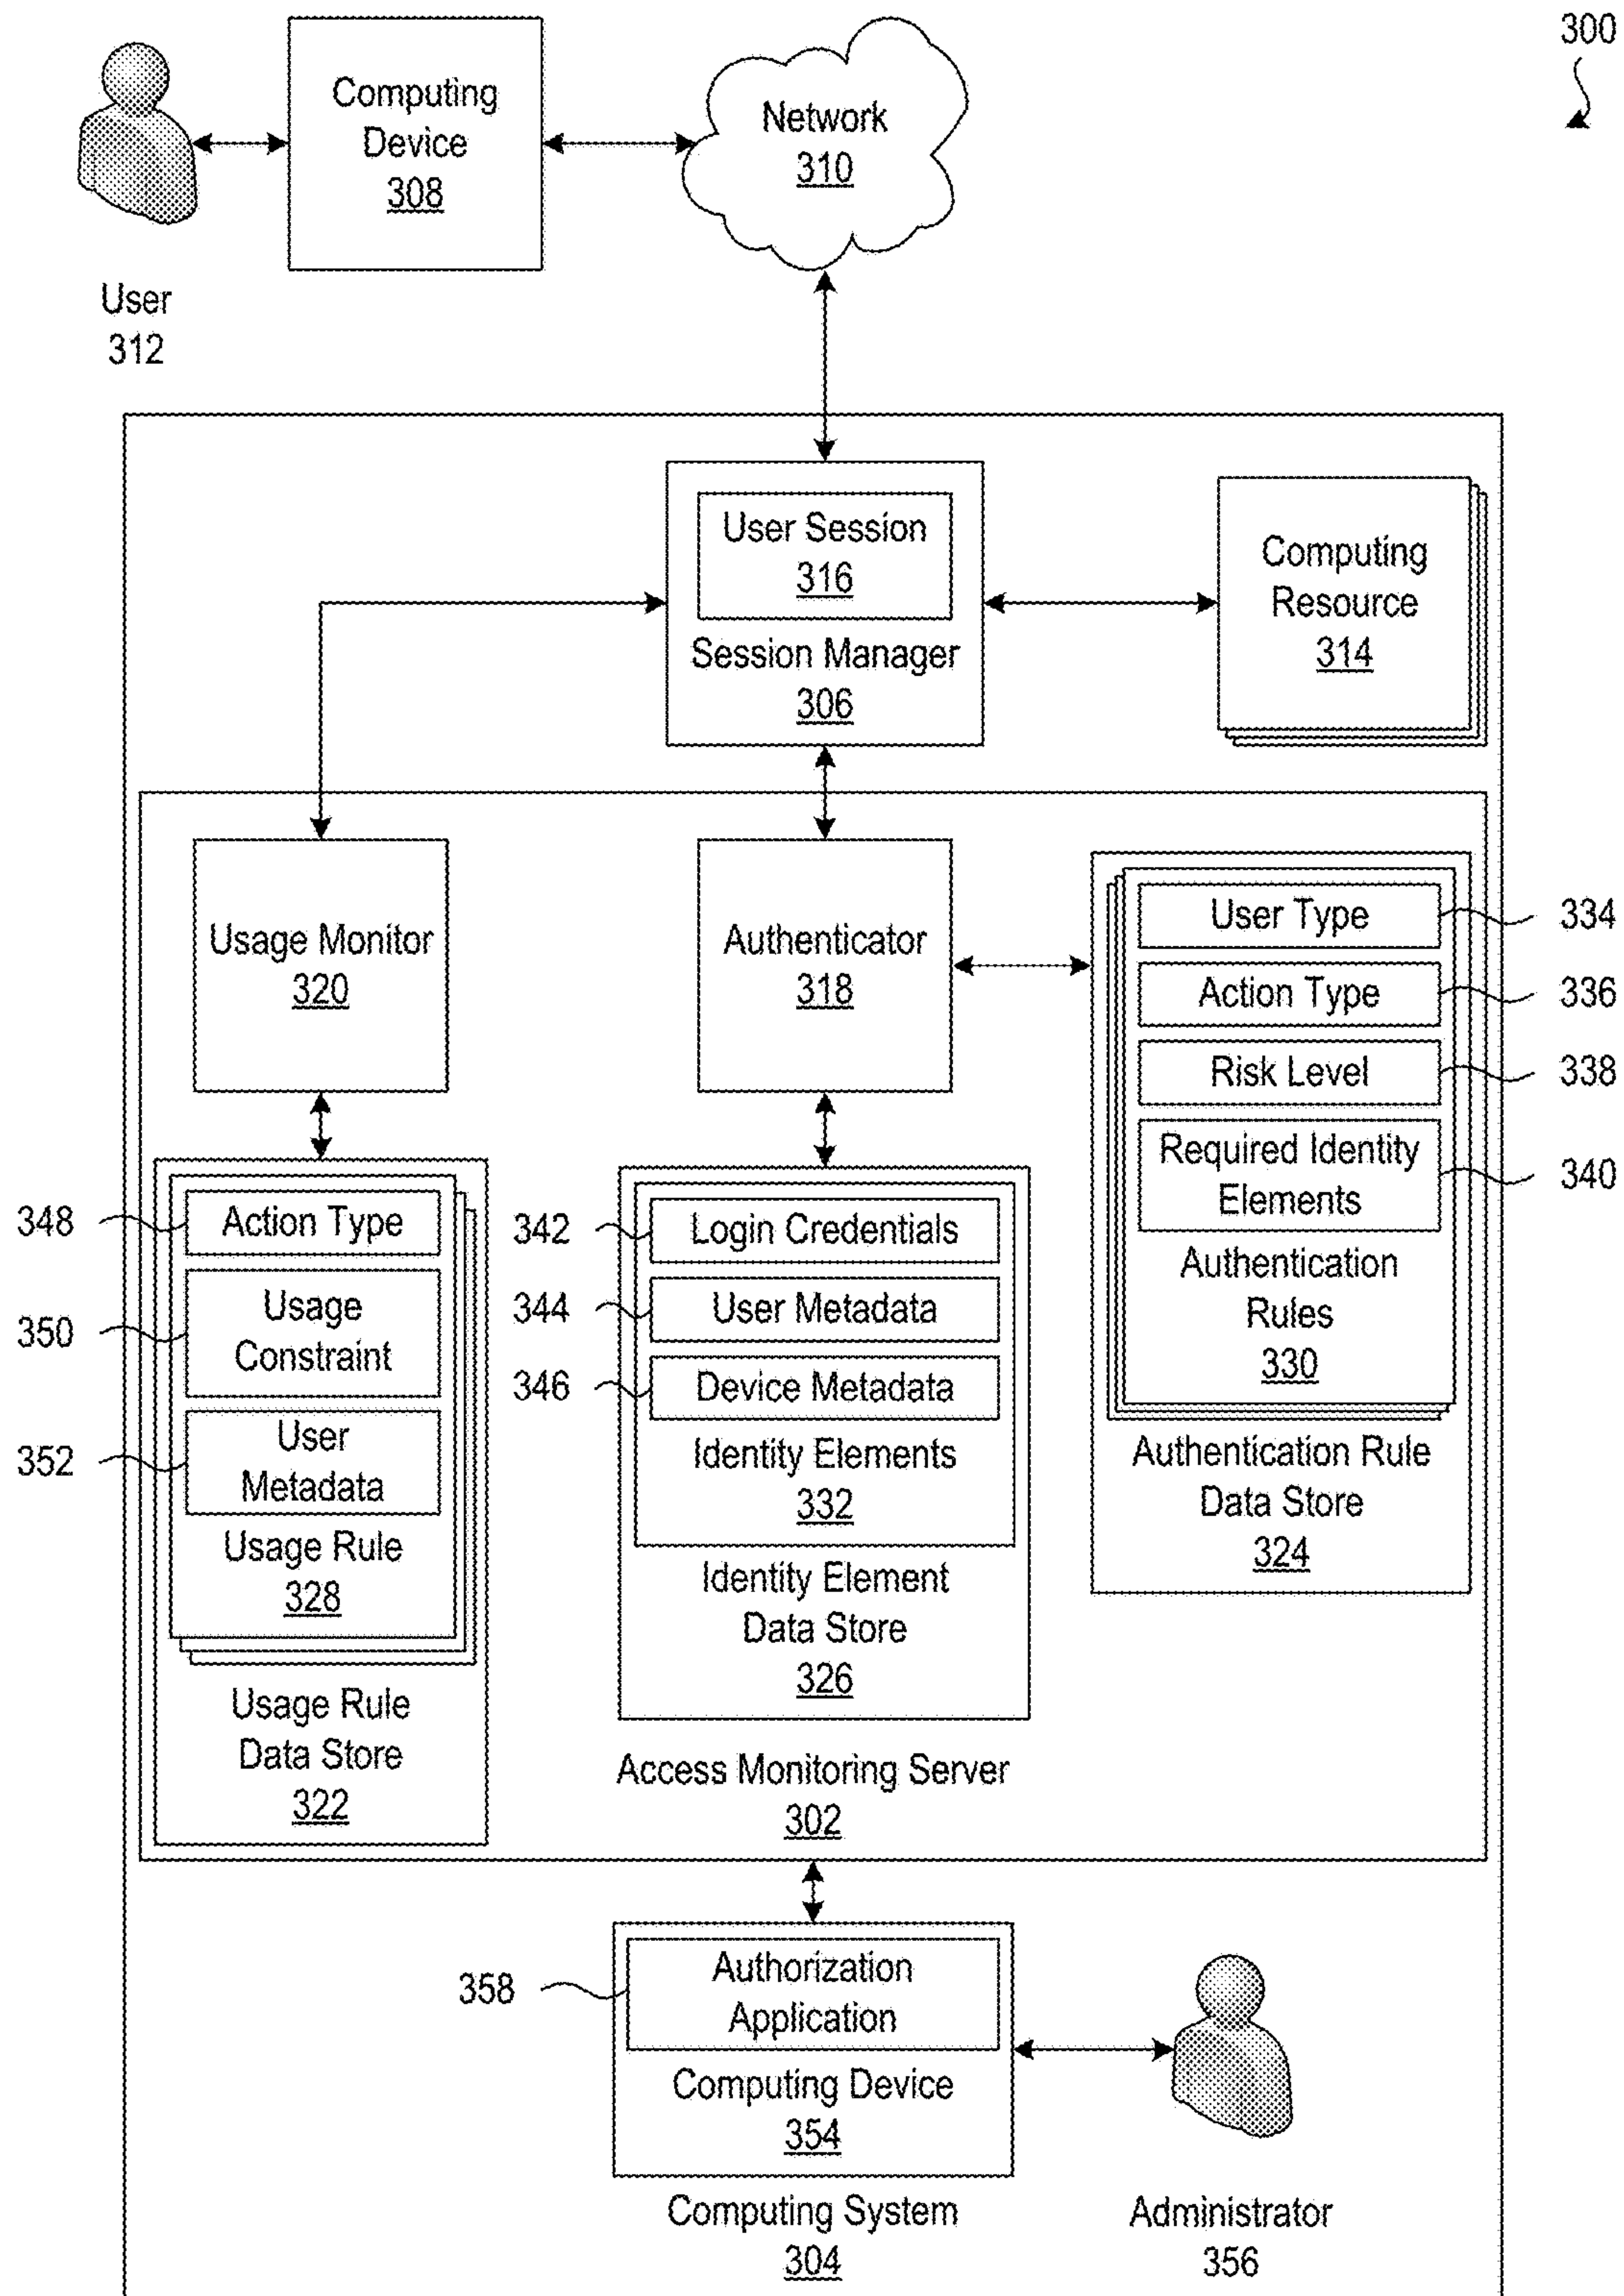 300
Computing
Device
308
Network
310
User
312
User Session
316
Session Manager
306
Computing
Resource
314
Usage Monitor
320
Authenticator
318
User Type
334
Action Type
336
Risk Level
338
Required Identity
Elements
340
Authentication
Rules
330
Authentication Rule
Data Store
324
348
Action Type
350
Usage
Constraint
352
User
Metadata
Usage Rule
328
Usage Rule
Data Store
322
342
Login Credentials
344
User Metadata
346
Device Metadata
Identity Elements
332
Identity Element
Data Store
326
Access Monitoring Server
302
358
Authorization
Application
Computing Device
354
Computing System
304
Administrator
356